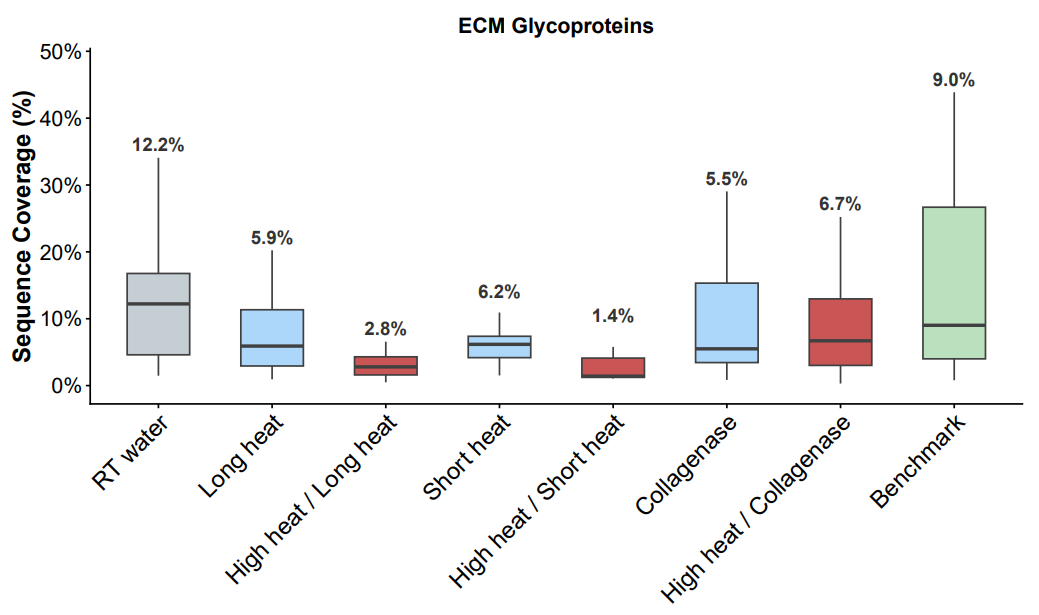 ECM Glycoproteins
Sequence Coverage (%)
50%
40%
30%
20%
10%
0%
12.2%
5.9%
2.8%
6.2%
1.4%
5.5%
6.7%
9.0%
RT water
Long heat
High heat / Long heat
Short heat
High heat / Short heat
Collagenase
High heat / Collagenase
Benchmark